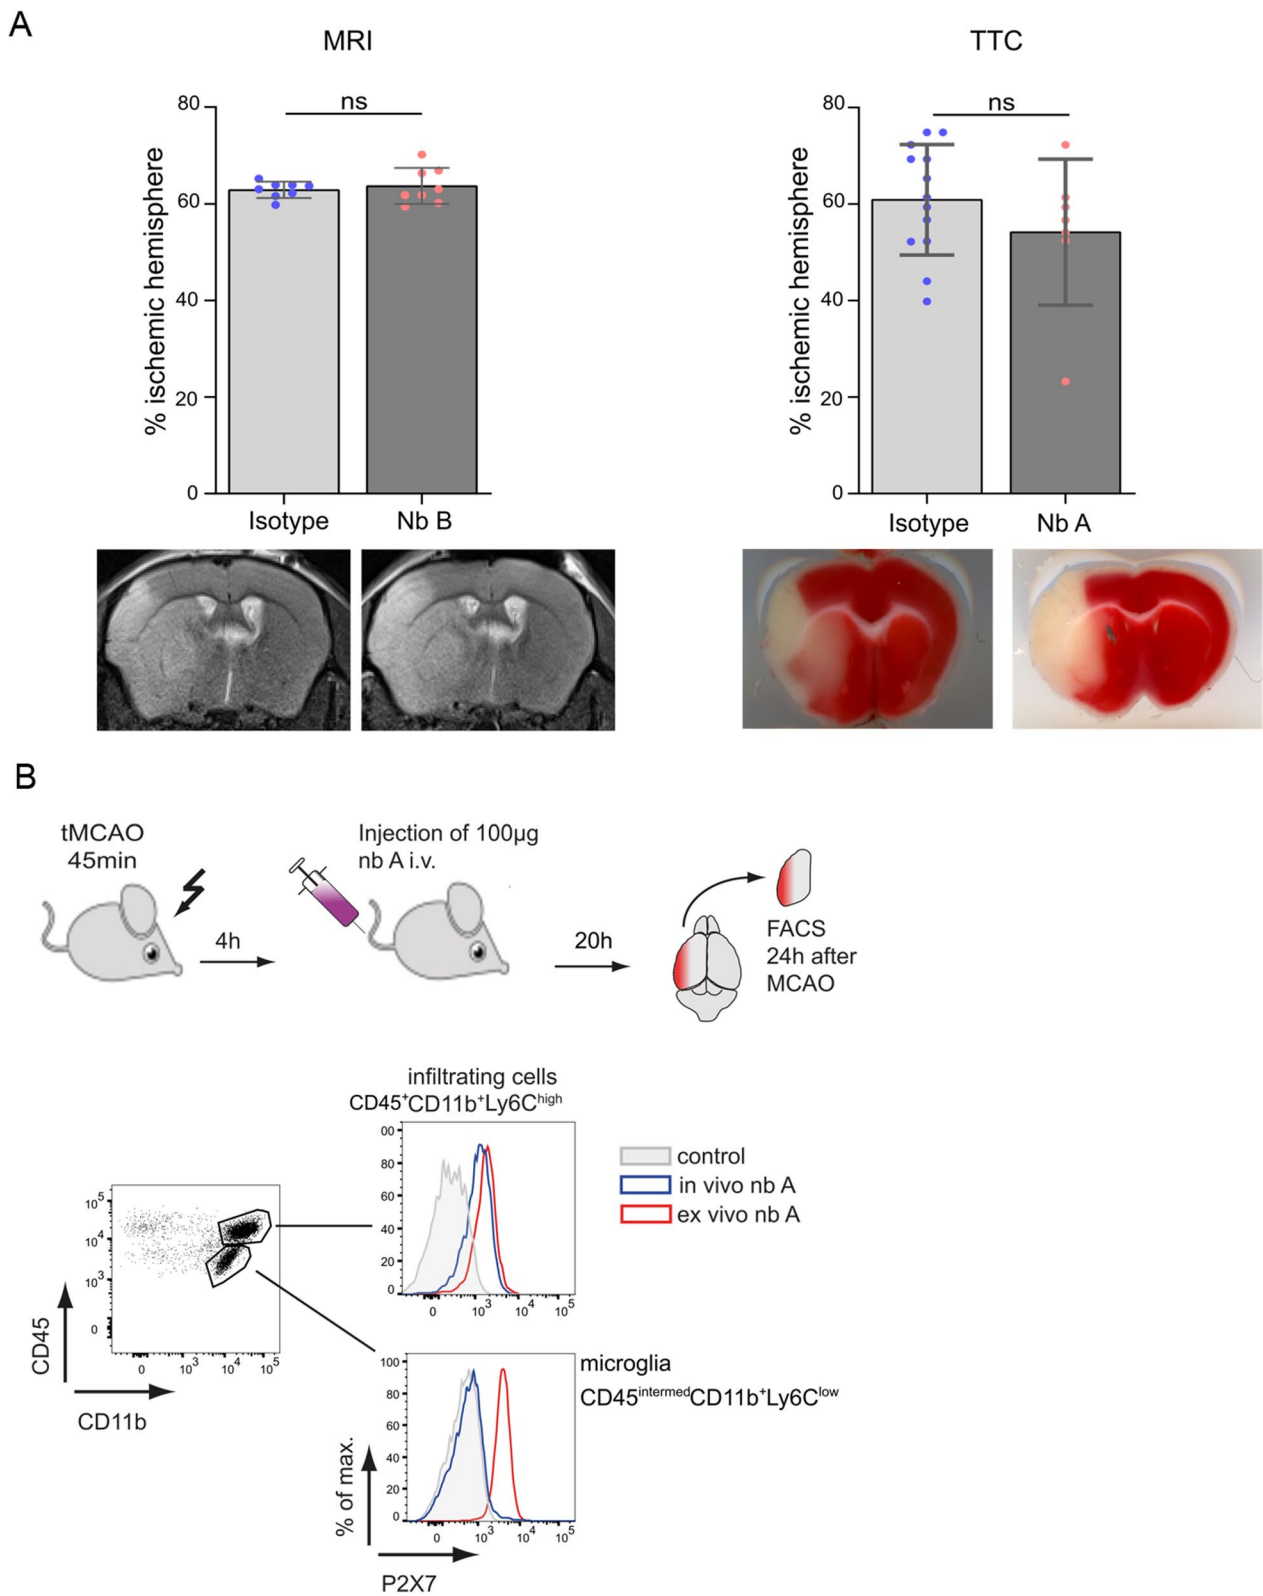 A
MRI
TTC
80
60
40
20
0
% ischemic hemisphere
ns
Isotype
Nb B
80
60
40
20
0
% ischemic hemisphere
ns
Isotype
Nb A
B
tMCAO
45min
4h
Injection of 100µg
nb A i.v.
20h
FACS
24h after
MCAO
infiltrating cells
CD45⁺CD11b⁺Ly6Cʰⁱᵍʰ
00
80
60
40
20
0
0 10³ 10⁴ 10⁵
control
in vivo nb A
ex vivo nb A
10⁵
10⁴
10³
0
0 10³ 10⁴ 10⁵
CD45
CD11b
microglia
CD45ⁱⁿᵗᵉʳᵐᵉᵈCD11b⁺Ly6Cˡᵒʷ
100
80
60
40
20
0
0 10³ 10⁴ 10⁵
% of max.
P2X7